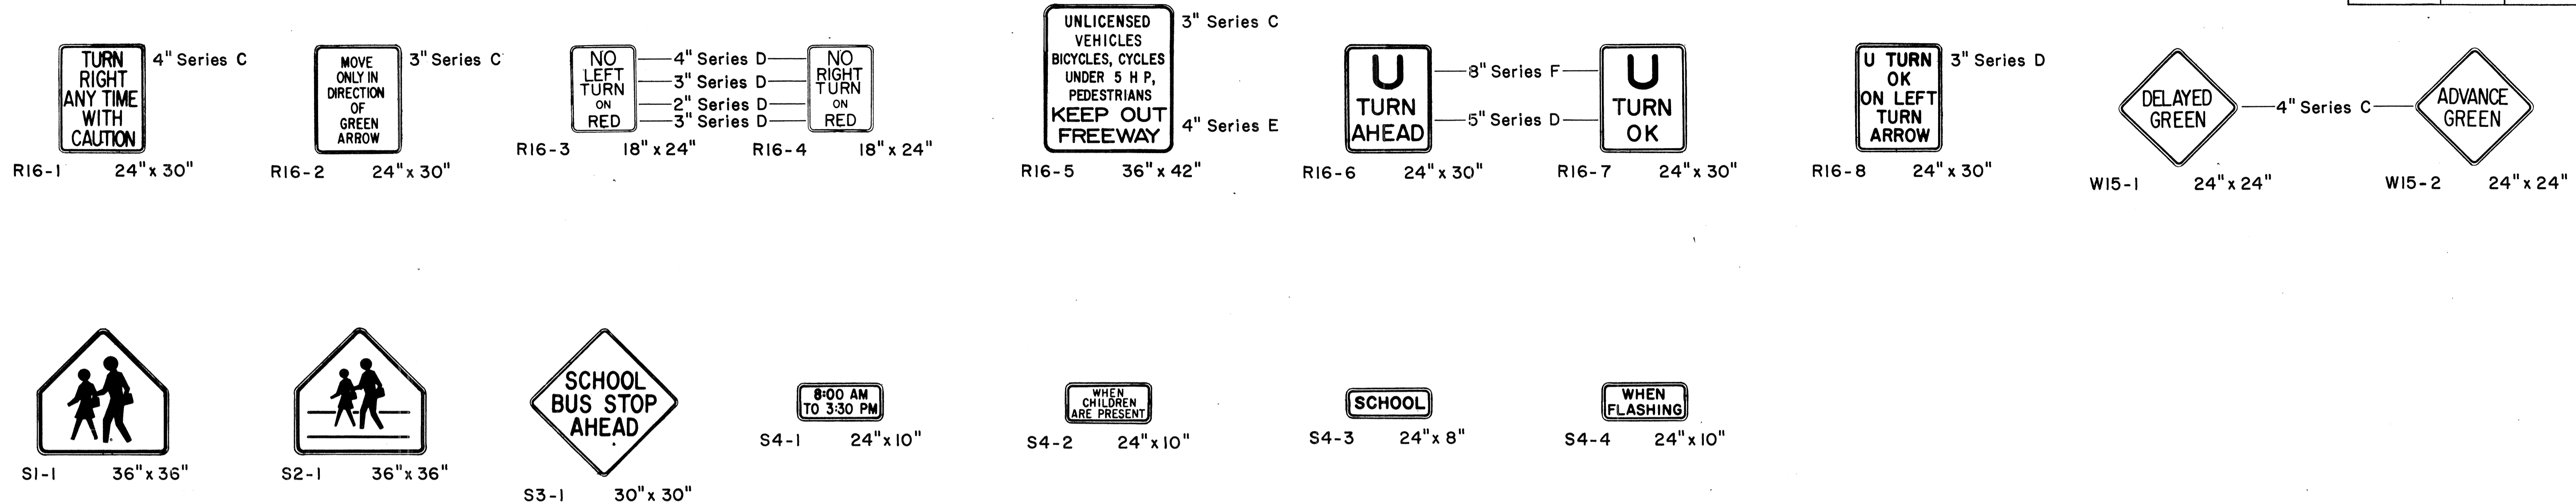 TURN
RIGHT
ANY TIME
WITH
CAUTION
4" Series C
R16-1 24" x 30"
MOVE
ONLY IN
DIRECTION
OF
GREEN
ARROW
3" Series C
R16-2 24" x 30"
NO
LEFT
TURN
ON
RED
4" Series D
3" Series D
2" Series D
3" Series D
NO
RIGHT
TURN
ON
RED
R16-3 18" x 24"
R16-4 18" x 24"
UNLICENSED
VEHICLES
BICYCLES, CYCLES
UNDER 5 H P,
PEDESTRIANS
KEEP OUT
FREEWAY
3" Series C
4" Series E
R16-5 36" x 42"
U
TURN
AHEAD
8" Series F
5" Series D
U
TURN
OK
R16-6 24" x 30"
R16-7 24" x 30"
U TURN
OK
ON LEFT
TURN
ARROW
3" Series D
R16-8 24" x 30"
DELAYED
GREEN
4" Series C
ADVANCE
GREEN
W15-1 24" x 24"
W15-2 24" x 24"
S1-1 36" x 36"
S2-1 36" x 36"
SCHOOL
BUS STOP
AHEAD
S3-1 30" x 30"
8:00 AM
TO 3:30 PM
S4-1 24" x 10"
WHEN
CHILDREN
ARE PRESENT
S4-2 24" x 10"
SCHOOL
S4-3 24" x 8"
WHEN
FLASHING
S4-4 24" x 10"